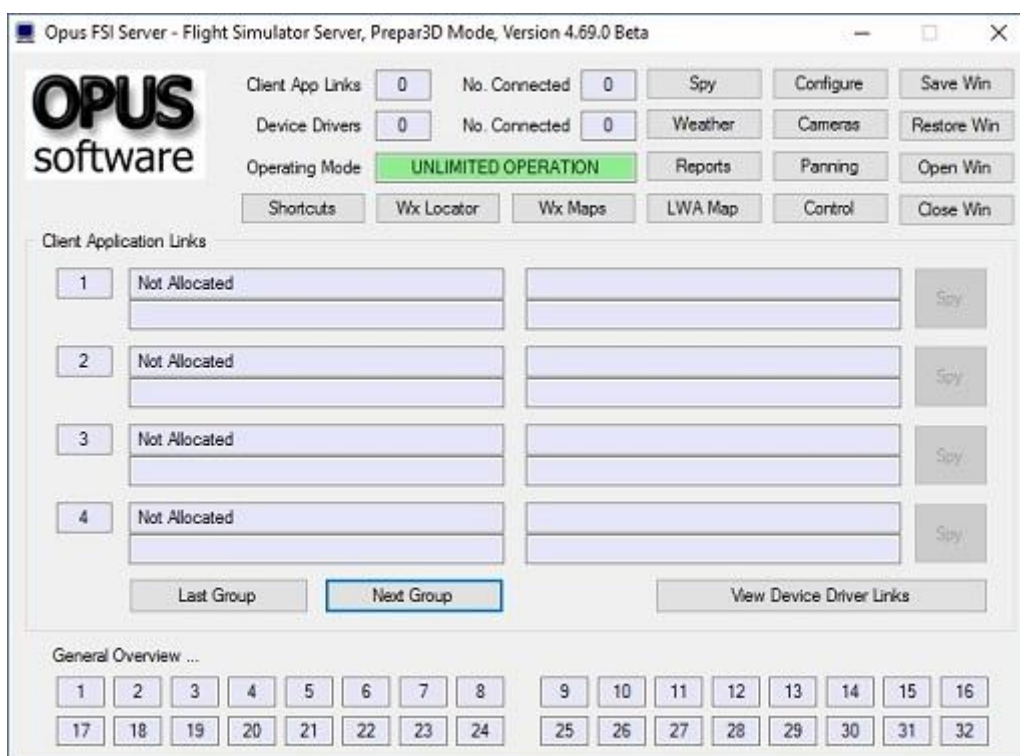 Opus FSI Server - Flight Simulator Server, Prepar3D Mode, Version 4.69.0 Beta
OPUS
software
Client App Links 0 No. Connected 0 Spy Configure Save Win
Device Drivers 0 No. Connected 0 Weather Cameras Restore Win
Operating Mode UNLIMITED OPERATION Reports Panning Open Win
Shortcuts Wx Locator Wx Maps LWA Map Control Close Win
Client Application Links
1 Not Allocated Spy
2 Not Allocated Spy
3 Not Allocated Spy
4 Not Allocated Spy
Last Group Next Group View Device Driver Links
General Overview ...
1 2 3 4 5 6 7 8 9 10 11 12 13 14 15 16
17 18 19 20 21 22 23 24 25 26 27 28 29 30 31 32